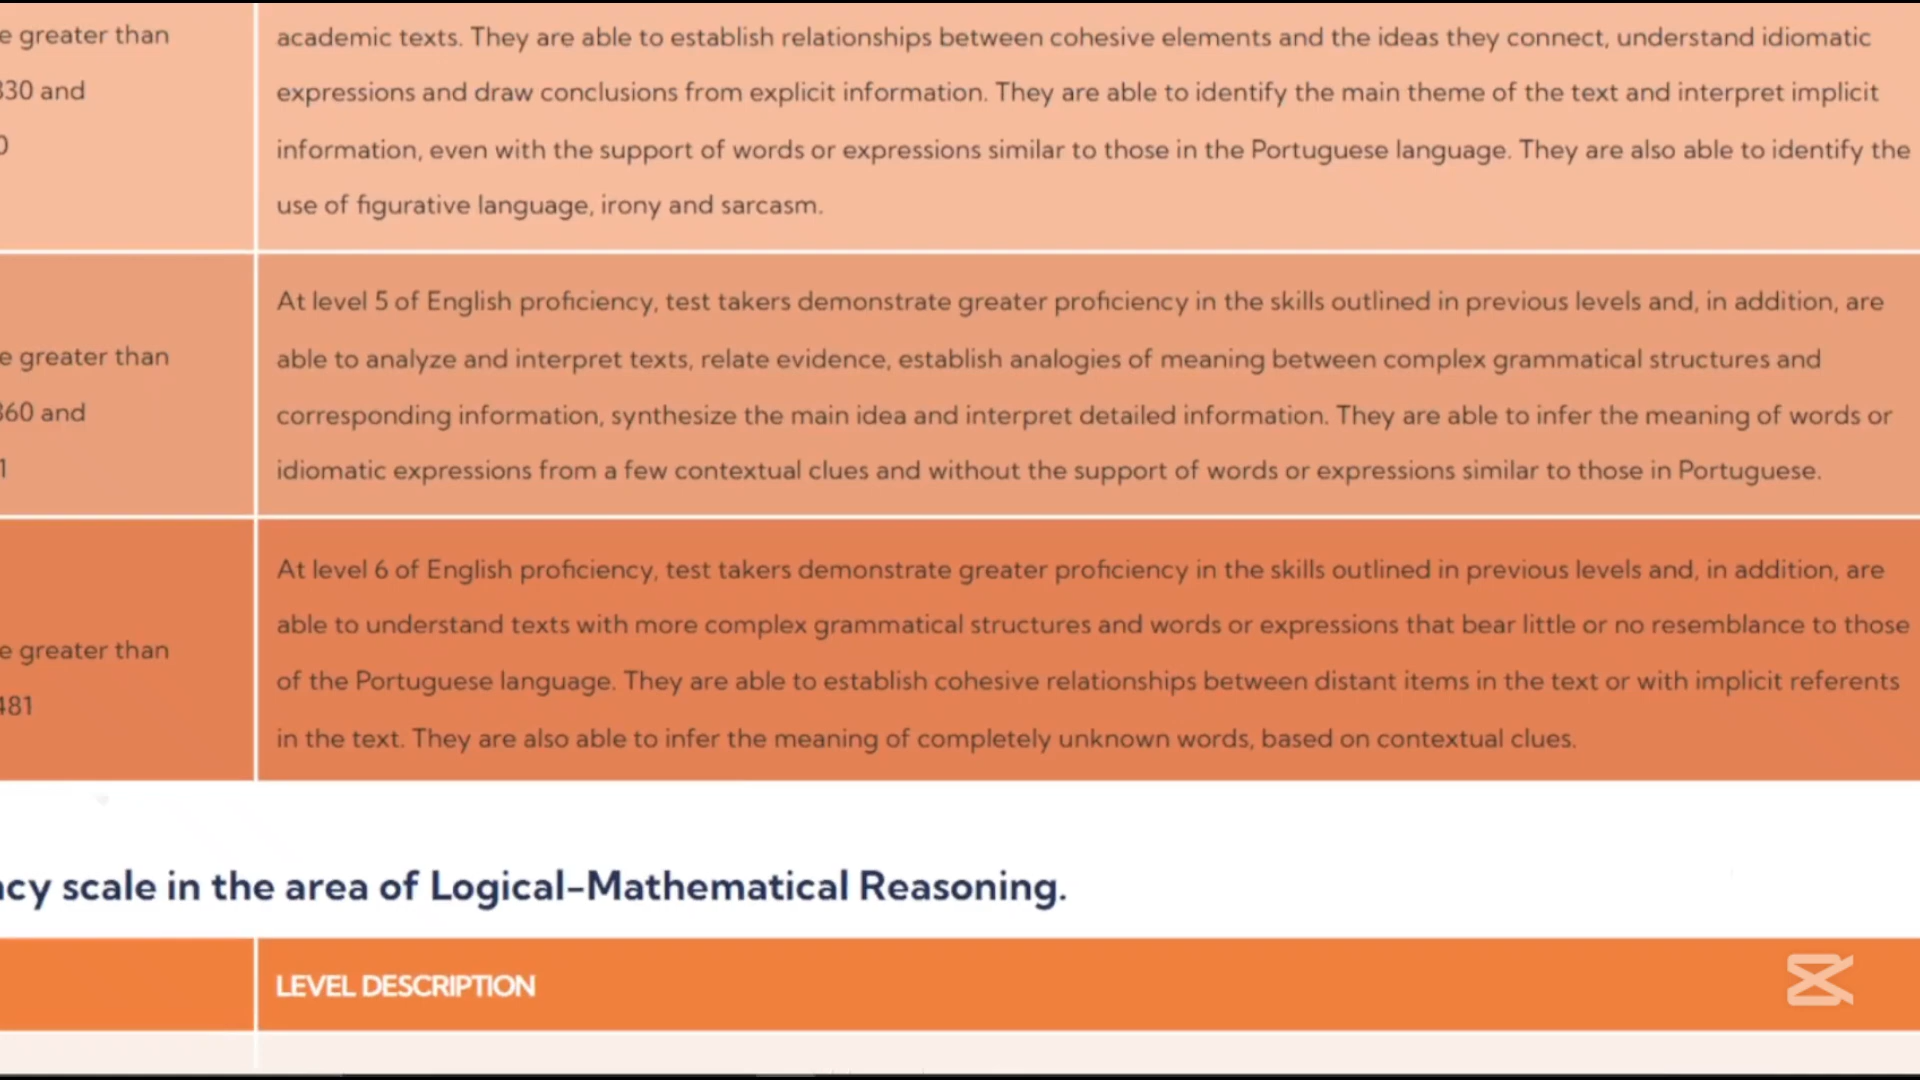 e greater than
330 and
0
academic texts. They are able to establish relationships between cohesive elements and the ideas they connect, understand idiomatic
expressions and draw conclusions from explicit information. They are able to identify the main theme of the text and interpret implicit
information, even with the support of words or expressions similar to those in the Portuguese language. They are also able to identify the
use of figurative language, irony and sarcasm.
e greater than
360 and
1
At level 5 of English proficiency, test takers demonstrate greater proficiency in the skills outlined in previous levels and, in addition, are
able to analyze and interpret texts, relate evidence, establish analogies of meaning between complex grammatical structures and
corresponding information, synthesize the main idea and interpret detailed information. They are able to infer the meaning of words or
idiomatic expressions from a few contextual clues and without the support of words or expressions similar to those in Portuguese.
e greater than
481
At level 6 of English proficiency, test takers demonstrate greater proficiency in the skills outlined in previous levels and, in addition, are
able to understand texts with more complex grammatical structures and words or expressions that bear little or no resemblance to those
of the Portuguese language. They are able to establish cohesive relationships between distant items in the text or with implicit referents
in the text. They are also able to infer the meaning of completely unknown words, based on contextual clues.
cy scale in the area of Logical-Mathematical Reasoning.
LEVEL DESCRIPTION